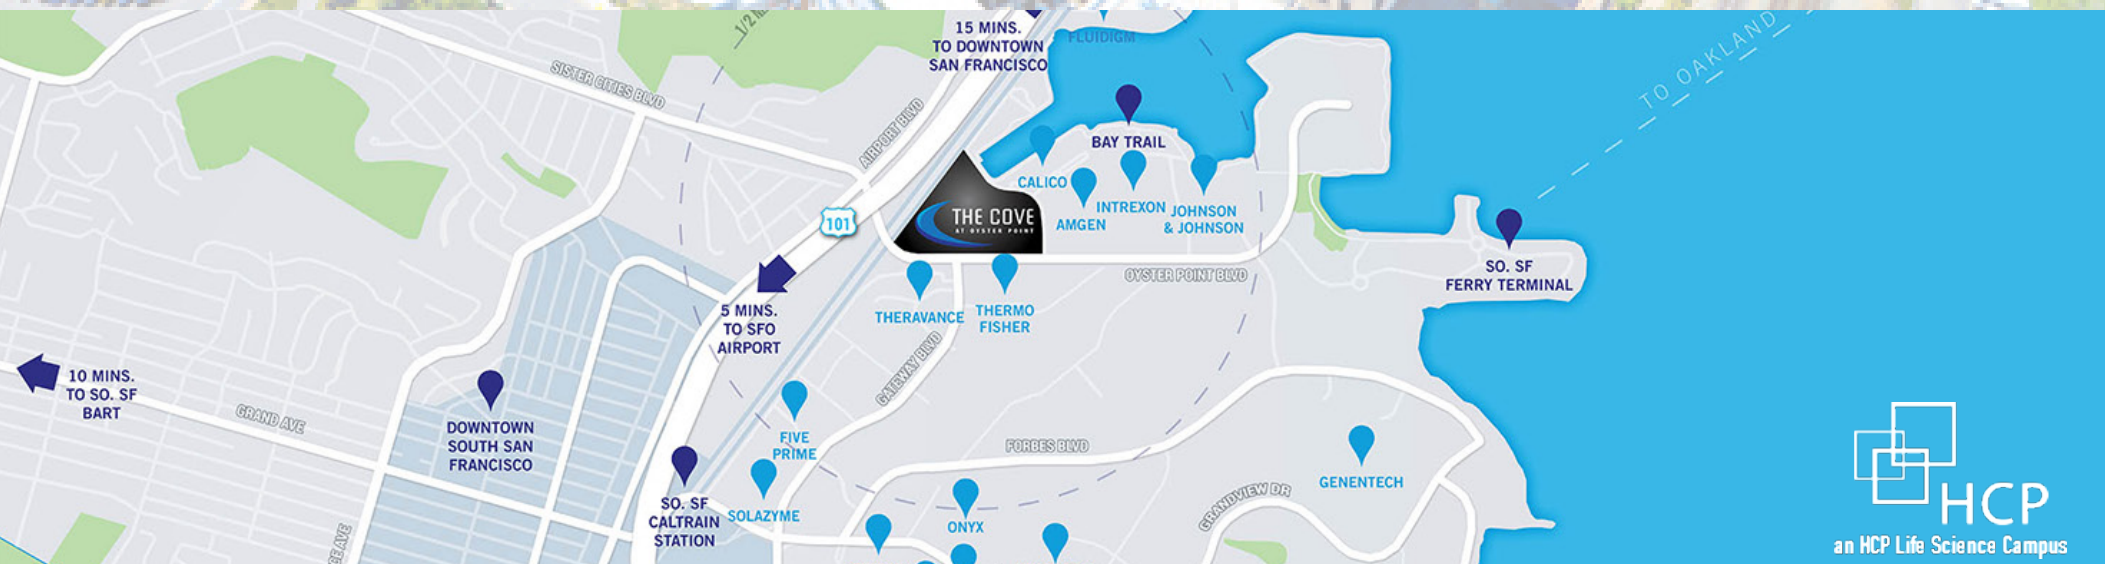 1/2
15 MINS.
TO DOWNTOWN
SAN FRANCISCO
FLUIDIGM
TO OAKLAND
SISTER CITIES BLVD
AIRPORT BLVD
BAY TRAIL
CALICO
AMGEN
INTREXON
JOHNSON
& JOHNSON
THE COVE
AT OYSTER POINT
101
OYSTER POINT BLVD
SO. SF
FERRY TERMINAL
5 MINS.
TO SFO
AIRPORT
THERAVANCE
THERMO
FISHER
GATEWAY BLVD
10 MINS.
TO SO. SF
BART
GRAND AVE
DOWNTOWN
SOUTH SAN
FRANCISCO
FIVE
PRIME
FORBES BLVD
SO. SF
CALTRAIN
STATION
SOLAZYME
ONYX
GRANDVIEW DR
GENENTECH
AVE
HCP
an HCP Life Science Campus